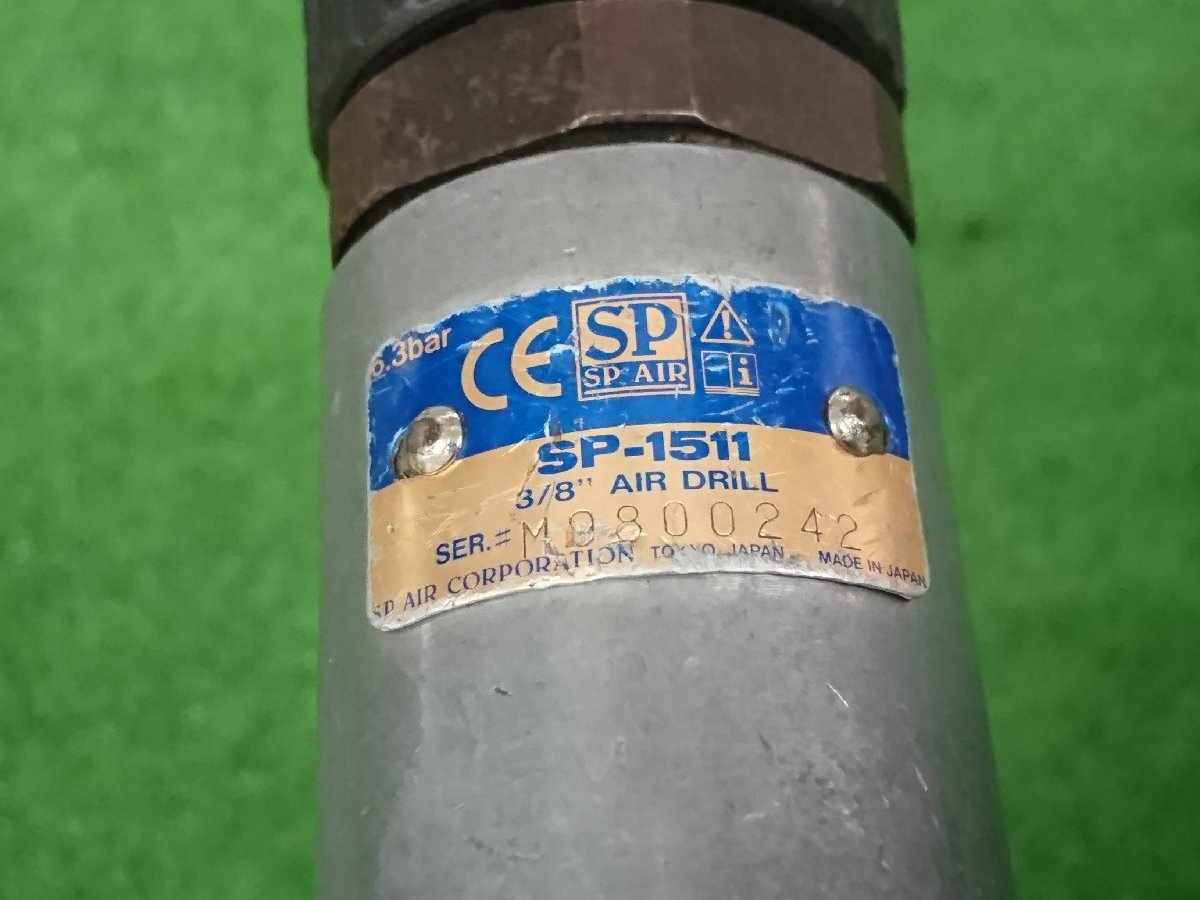 6.3bar
CE
SP
SP AIR
SP-1511
3/8" AIR DRILL
SER.# M9800242
SP AIR CORPORATION TOKYO JAPAN MADE IN JAPAN